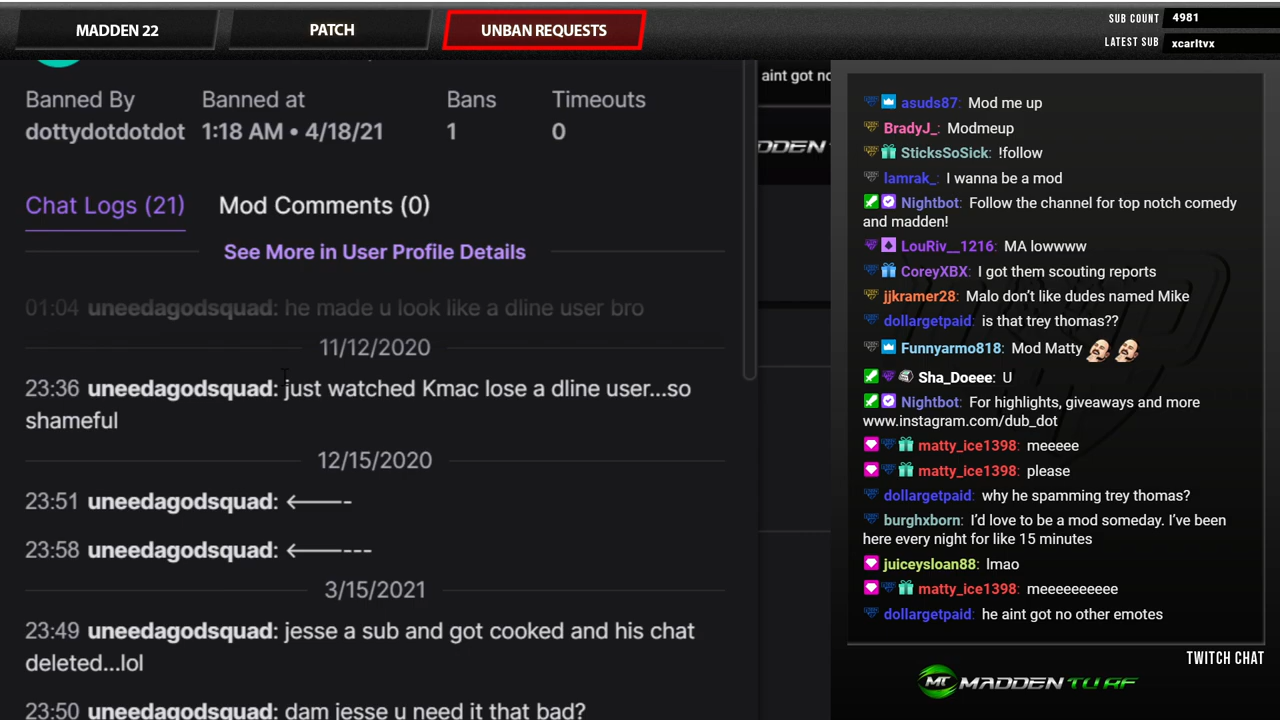 MADDEN 22
PATCH
UNBAN REQUESTS
SUB COUNT 4981
LATEST SUB xcarltvx
Banned By Banned at Bans Timeouts
dottydotdotdot 1:18 AM • 4/18/21 1 0
Chat Logs (21) Mod Comments (0)
See More in User Profile Details
01:04 uneedagodsquad: he made u look like a dline user bro
11/12/2020
23:36 uneedagodsquad: just watched Kmac lose a dline user...so
shameful
12/15/2020
23:51 uneedagodsquad: <-----
23:58 uneedagodsquad: <------
3/15/2021
23:49 uneedagodsquad: jesse a sub and got cooked and his chat
deleted...lol
23:50 uneedagodsquad: dam jesse u need it that bad?
aint got no
DDEN
asuds87: Mod me up
BradyJ_: Modmeup
SticksSoSick: !follow
lamrak_: I wanna be a mod
Nightbot: Follow the channel for top notch comedy
and madden!
LouRiv__1216: MA lowwww
CoreyXBX: I got them scouting reports
jjkramer28: Malo don't like dudes named Mike
dollargetpaid: is that trey thomas??
Funnyarmo818: Mod Matty
Sha_Doeee: U
Nightbot: For highlights, giveaways and more
www.instagram.com/dub_dot
matty_ice1398: meeeee
matty_ice1398: please
dollargetpaid: why he spamming trey thomas?
burghxborn: I'd love to be a mod someday. I've been
here every night for like 15 minutes
juiceysloan88: lmao
matty_ice1398: meeeeeeeeee
dollargetpaid: he aint got no other emotes
TWITCH CHAT
MT MADDEN TURF